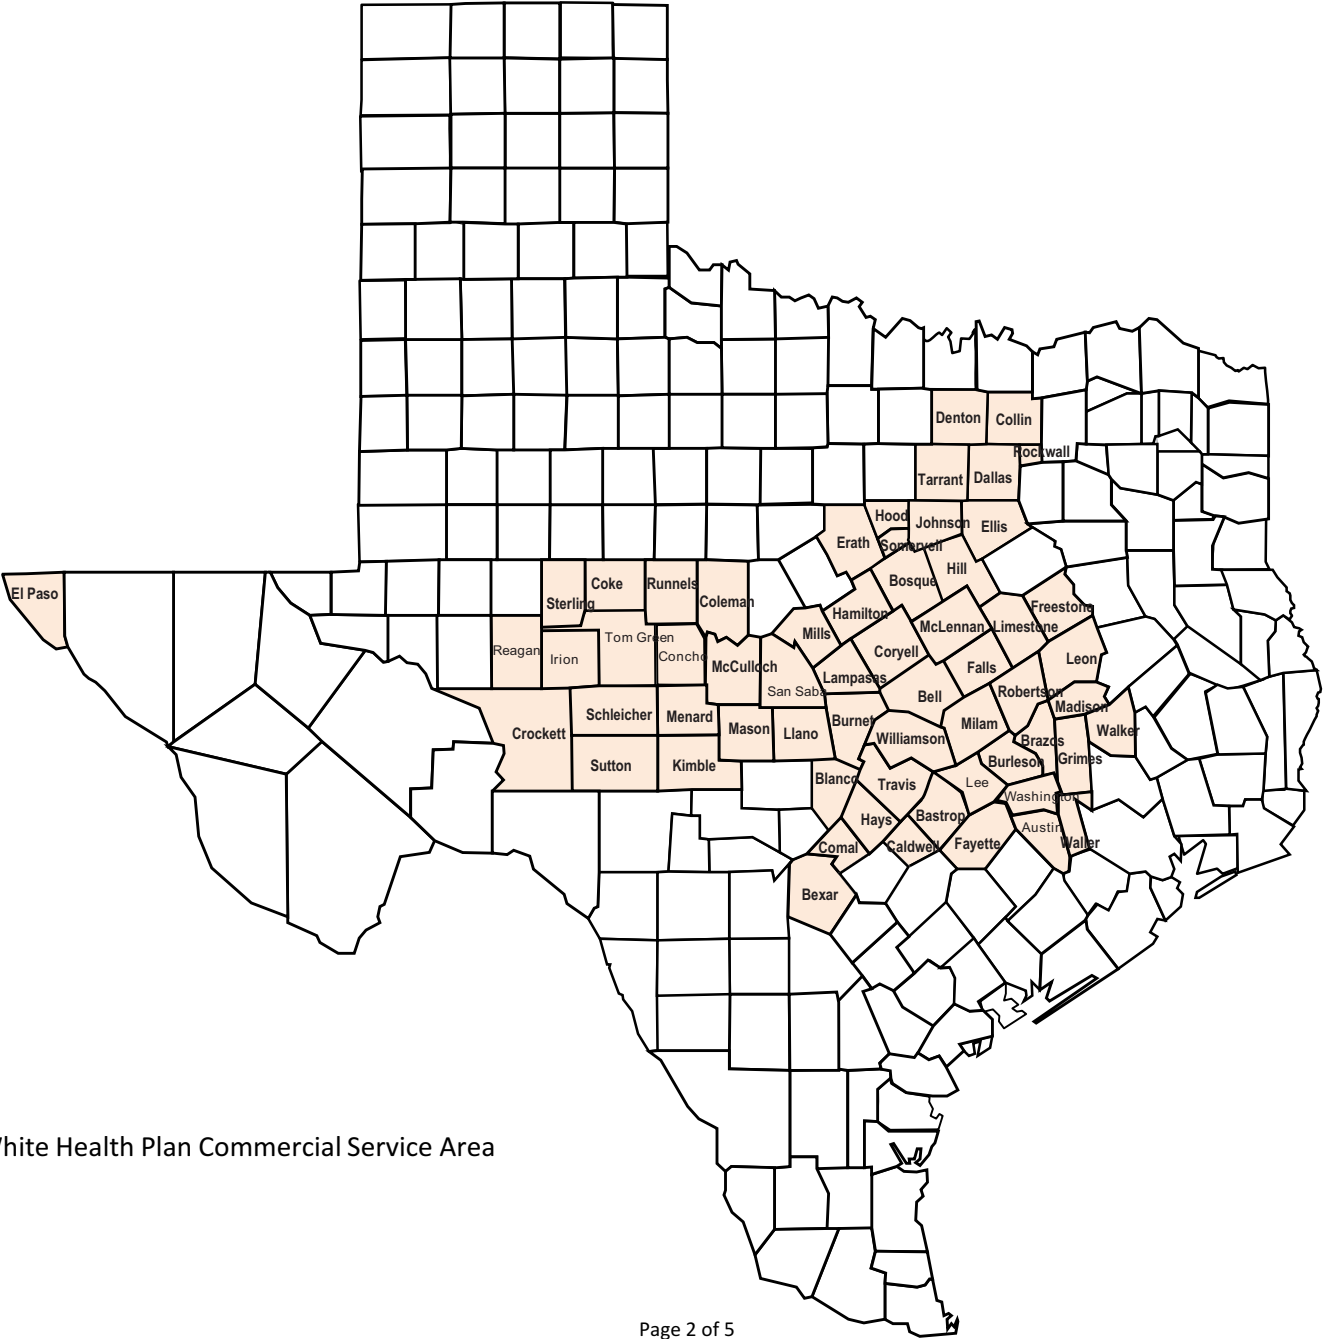 Denton
Collin
Rockwall
Tarrant
Dallas
Hood
Johnson
Ellis
Erath
Somervell
El Paso
Coke
Runnels
Sterling
Coleman
Bosque
Hill
Freestone
Hamilton
McLennan
Limestone
Mills
Tom Green
Reagan
Irion
Concho
McCulloch
Coryell
Leon
San Saba
Lampasas
Falls
Bell
Robertson
Madison
Schleicher
Menard
Crockett
Mason
Llano
Burnet
Williamson
Milam
Brazos
Walker
Sutton
Kimble
Burleson
Grimes
Blanco
Travis
Lee
Washington
Hays
Bastrop
Austin
Comal
Caldwell
Fayette
Waller
Bexar
White Health Plan Commercial Service Area
Page 2 of 5